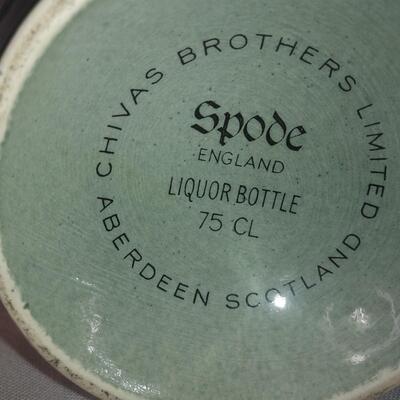 CHIVAS BROTHERS LIMITED
Spode
ENGLAND
LIQUOR BOTTLE
75 CL
ABERDEEN SCOTLAND